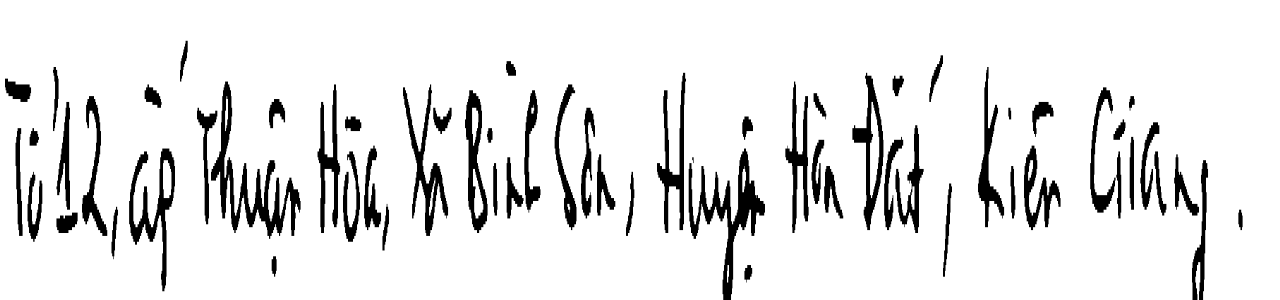 Tổ 12, ấp Thuận Hòa, Xã Bình Sơn, Huyện Hòn Đất, Kiên Giang.